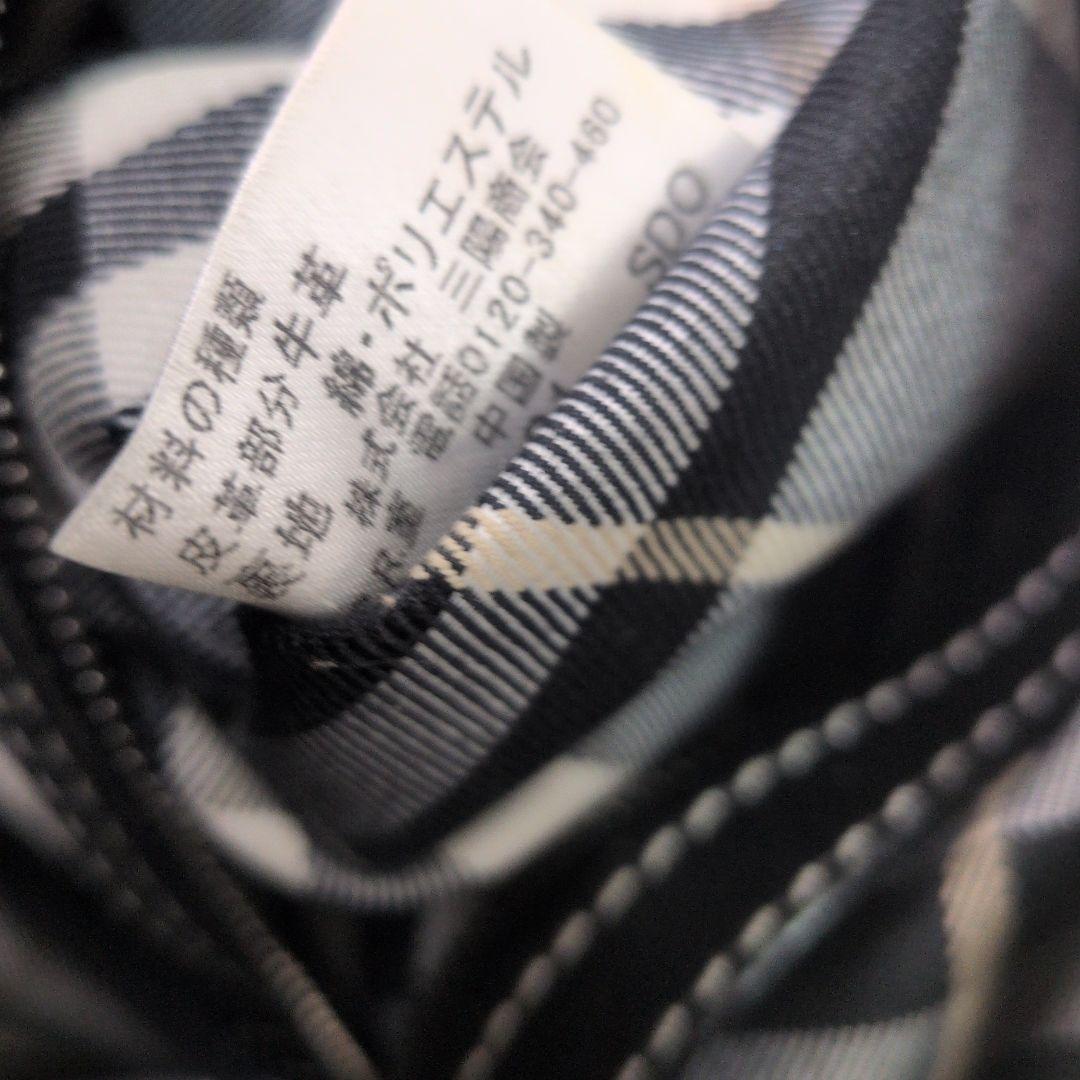 材料の種類
皮革部分 牛革
裏地
綿・ポリエステル
株式会社 三陽商会
電話0120-340-460
中国製
SDO